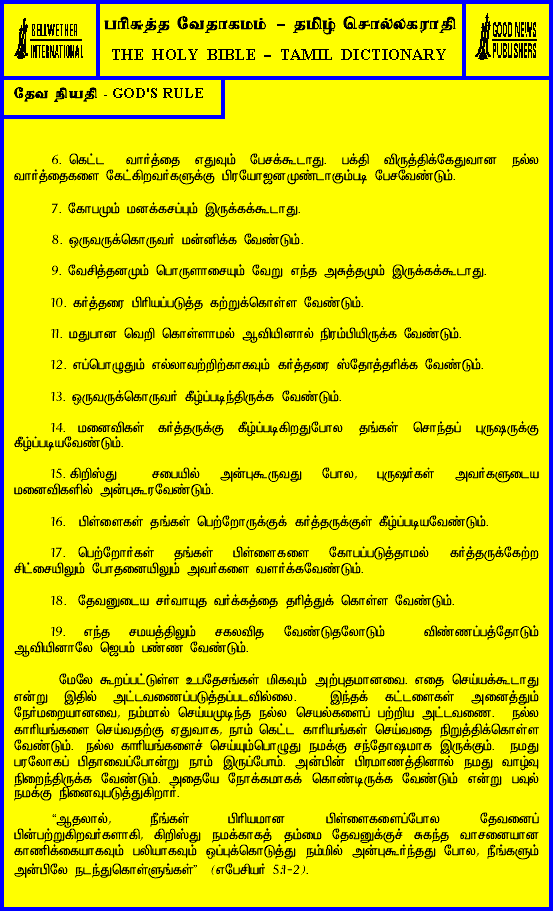 BELLWETHER
INTERNATIONAL
பரிசுத்த வேதாகமம் – தமிழ் சொல்லகராதி
THE HOLY BIBLE – TAMIL DICTIONARY
GOOD NEWS
PUBLISHERS
தேவ நியதி - GOD'S RULE
6. கெட்ட வார்த்தை எதுவும் பேசக்கூடாது. பக்தி விருத்திக்கேதுவான நல்ல
வார்த்தைகளை கேட்கிறவர்களுக்கு பிரயோஜனமுண்டாகும்படி பேசவேண்டும்.
7. கோபமும் மனக்கசப்பும் இருக்கக்கூடாது.
8. ஒருவருக்கொருவர் மன்னிக்க வேண்டும்.
9. வேசித்தனமும் பொருளாசையும் வேறு எந்த அசுத்தமும் இருக்கக்கூடாது.
10. கர்த்தரை பிரியப்படுத்த கற்றுக்கொள்ள வேண்டும்.
11. மதுபான வெறி கொள்ளாமல் ஆவியினால் நிரம்பியிருக்க வேண்டும்.
12. எப்பொழுதும் எல்லாவற்றிற்காகவும் கர்த்தரை ஸ்தோத்தரிக்க வேண்டும்.
13. ஒருவருக்கொருவர் கீழ்ப்படிந்திருக்க வேண்டும்.
14. மனைவிகள் கர்த்தருக்கு கீழ்ப்படிகிறதுபோல தங்கள் சொந்தப் புருஷருக்கு
கீழ்ப்படியவேண்டும்.
15. கிறிஸ்து சபையில் அன்புகூருவது போல, புருஷர்கள் அவர்களுடைய
மனைவிகளில் அன்புகூரவேண்டும்.
16. பிள்ளைகள் தங்கள் பெற்றோருக்குக் கர்த்தருக்குள் கீழ்ப்படியவேண்டும்.
17. பெற்றோர்கள் தங்கள் பிள்ளைகளை கோபப்படுத்தாமல் கர்த்தருக்கேற்ற
சிட்சையிலும் போதனையிலும் அவர்களை வளர்க்கவேண்டும்.
18. தேவனுடைய சர்வாயுத வர்க்கத்தை தரித்துக் கொள்ள வேண்டும்.
19. எந்த சமயத்திலும் சகலவித வேண்டுதலோடும் விண்ணப்பத்தோடும்
ஆவியினாலே ஜெபம் பண்ண வேண்டும்.
மேலே கூறப்பட்டுள்ள உபதேசங்கள் மிகவும் அற்புதமானவை. எதை செய்யக்கூடாது
என்று இதில் அட்டவணைப்படுத்தப்படவில்லை. இந்தக் கட்டளைகள் அனைத்தும்
நேர்மறையானவை, நம்மால் செய்யமுடிந்த நல்ல செயல்களைப் பற்றிய அட்டவணை. நல்ல
காரியங்களை செய்வதற்கு ஏதுவாக, நாம் கெட்ட காரியங்கள் செய்வதை நிறுத்திக்கொள்ள
வேண்டும். நல்ல காரியங்களைச் செய்யும்பொழுது நமக்கு சந்தோஷமாக இருக்கும். நமது
பரலோகப் பிதாவைப்போன்று நாம் இருப்போம். அன்பின் பிரமாணத்தினால் நமது வாழ்வு
நிறைந்திருக்க வேண்டும். அதையே நோக்கமாகக் கொண்டிருக்க வேண்டும் என்று பவுல்
நமக்கு நினைவுபடுத்துகிறார்.
"ஆதலால், நீங்கள் பிரியமான பிள்ளைகளைப்போல தேவனைப்
பின்பற்றுகிறவர்களாகி, கிறிஸ்து நமக்காகத் தம்மை தேவனுக்குச் சுகந்த வாசனையான
காணிக்கையாகவும் பலியாகவும் ஒப்புக்கொடுத்து நம்மில் அன்புகூர்ந்தது போல, நீங்களும்
அன்பிலே நடந்துகொள்ளுங்கள்" (எபேசியர் 5:1-2).